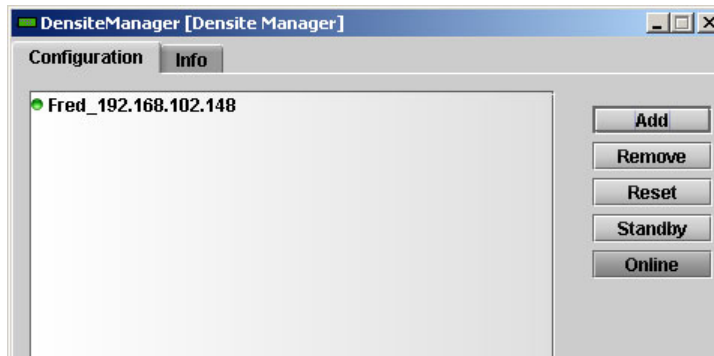 DensiteManager [Densite Manager]
Configuration
Info
Fred_192.168.102.148
Add
Remove
Reset
Standby
Online